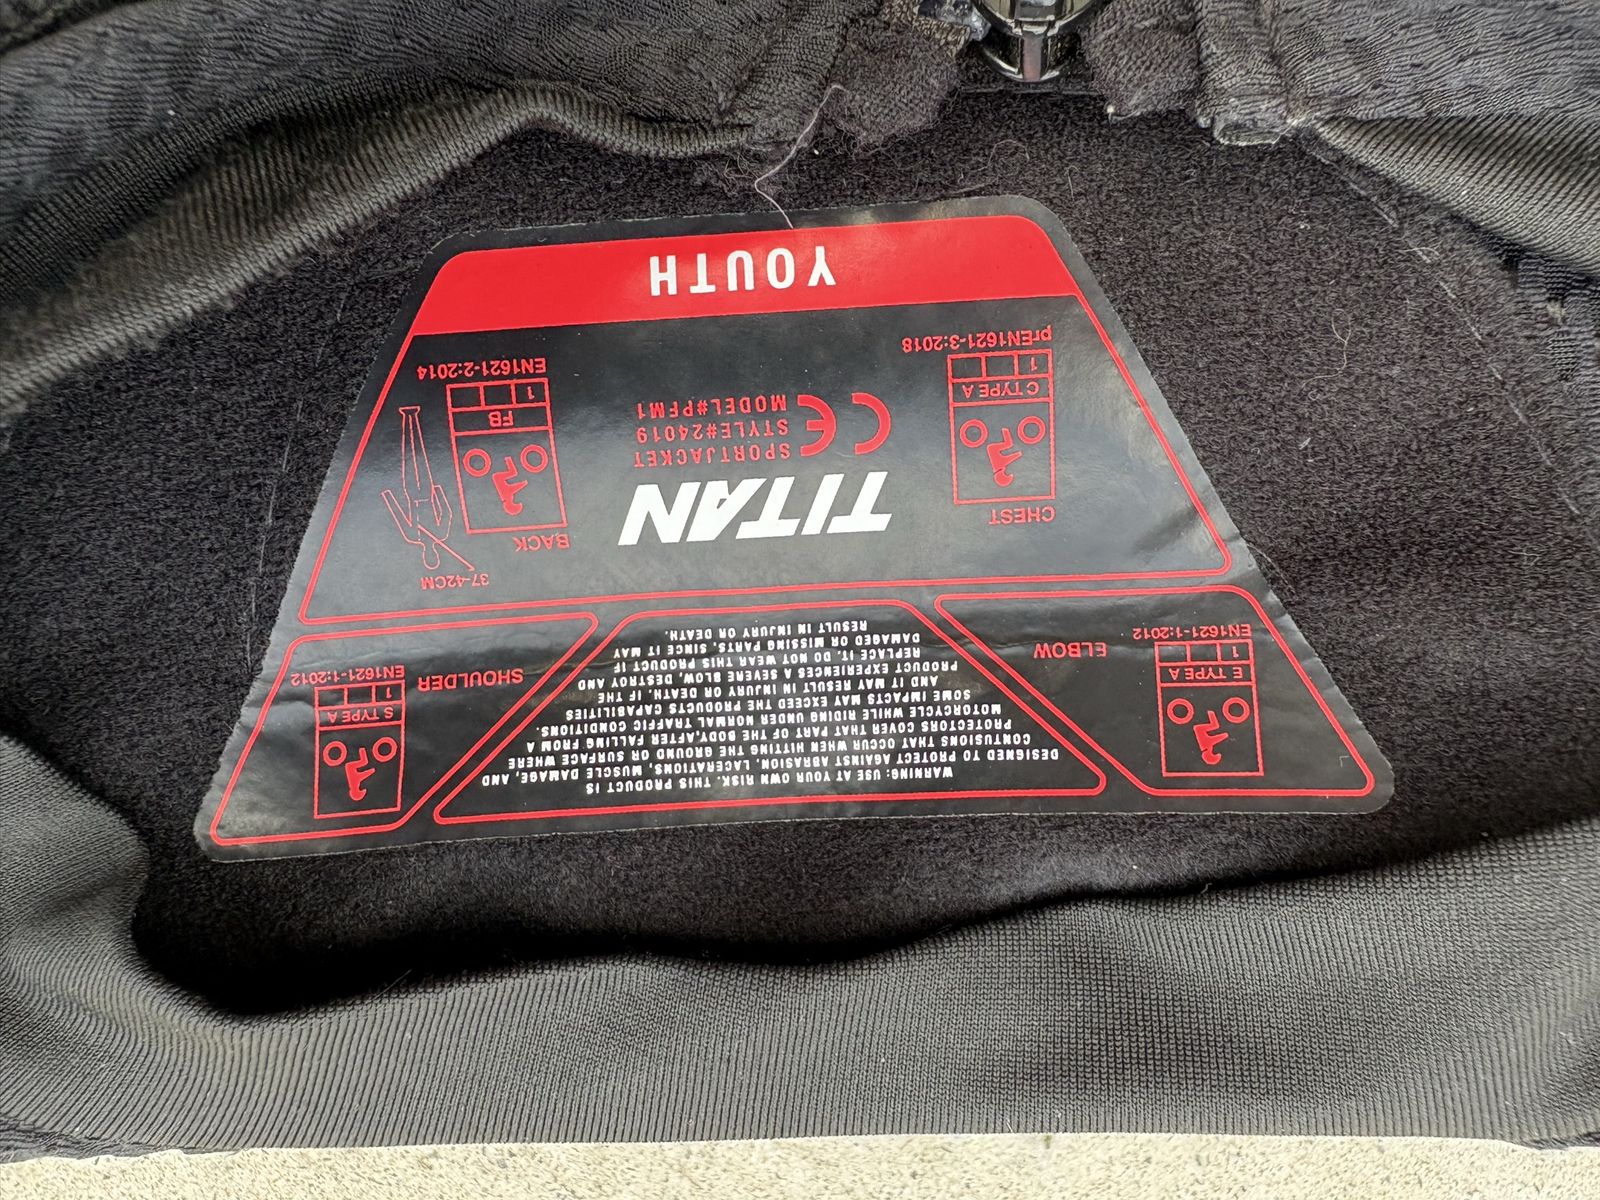 WARNING: USE AT YOUR OWN RISK. THIS PRODUCT IS
DESIGNED TO PROTECT AGAINST ABRASION, LACERATIONS, MUSCLE DAMAGE, AND
CONTUSIONS THAT OCCUR WHEN HITTING THE GROUND OR SURFACE WHERE
PROTECTORS COVER THAT PART OF THE BODY,AFTER FALLING FROM A
MOTORCYCLE WHILE RIDING UNDER NORMAL TRAFFIC CONDITIONS.
SOME IMPACTS MAY EXCEED THE PRODUCTS CAPABILITIES
AND IT MAY RESULT IN INJURY OR DEATH. IF THE
PRODUCT EXPERIENCES A SEVERE BLOW, DESTROY AND
REPLACE IT. DO NOT WEAR THIS PRODUCT IF
DAMAGED OR MISSING PARTS, SINCE IT MAY
RESULT IN INJURY OR DEATH.
E TYPE A
1
EN1621-1:2012
ELBOW
S TYPE A
1
EN1621-1:2012
SHOULDER
CHEST
C TYPE A
1
prEN1621-3:2018
TITAN
SPORTJACKET
STYLE#24019
MODEL#PFM1
CE
BACK
37-42CM
FB
1
EN1621-2:2014
YOUTH